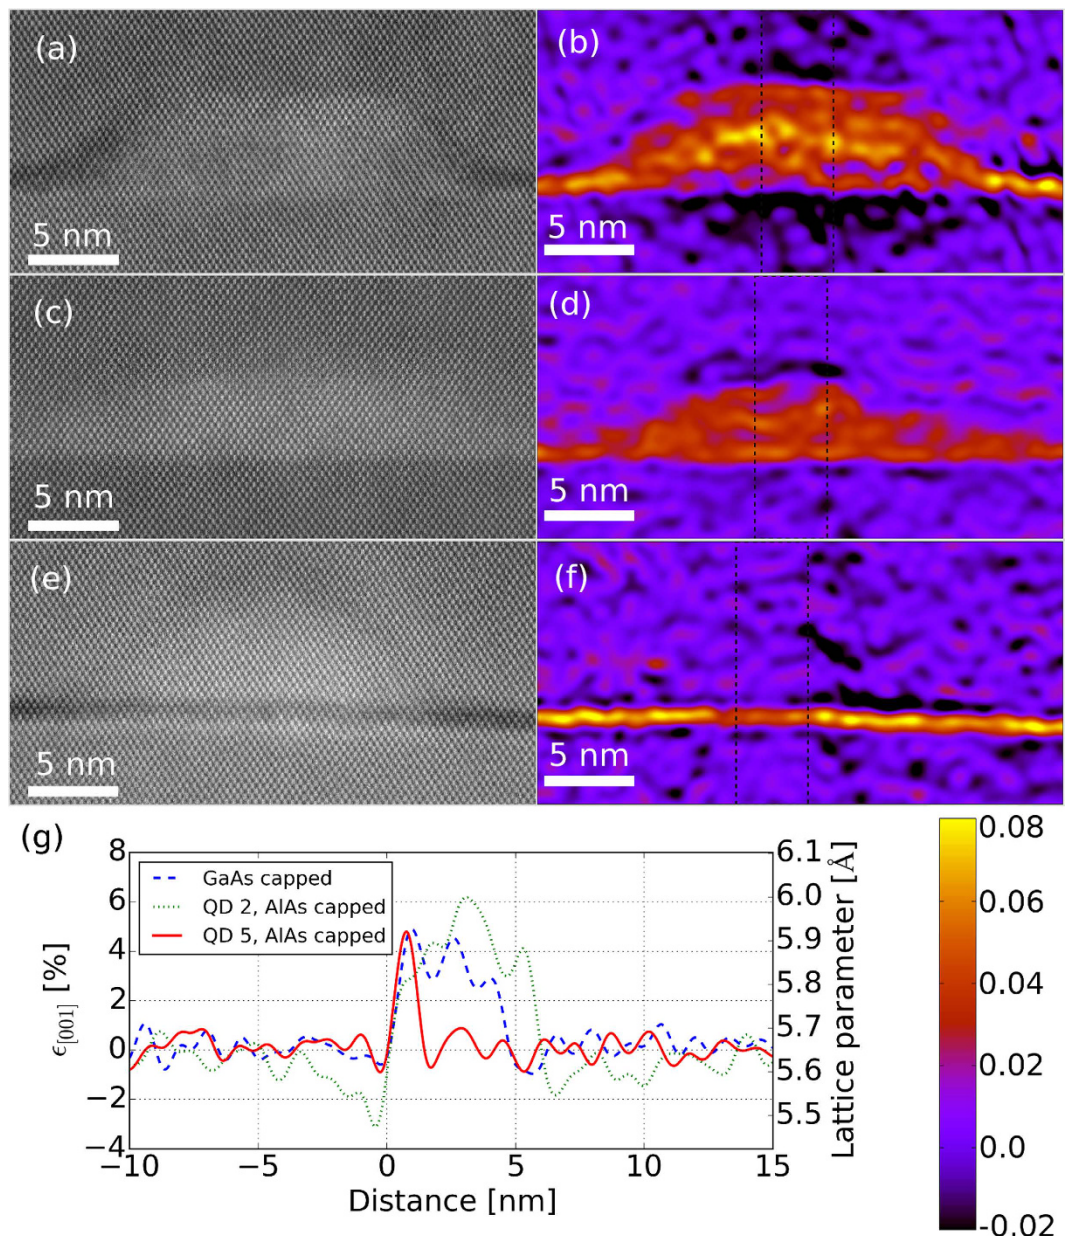 (a)
5 nm
(b)
5 nm
(c)
5 nm
(d)
5 nm
(e)
5 nm
(f)
5 nm
(g)
8
6
4
2
0
−2
−4
ϵ[001] [%]
GaAs capped
QD 2, AlAs capped
QD 5, AlAs capped
6.1
6.0
5.9
5.8
5.7
5.6
5.5
Lattice parameter [Å]
−10
−5
0
5
10
15
Distance [nm]
0.08
0.06
0.04
0.02
0.0
-0.02